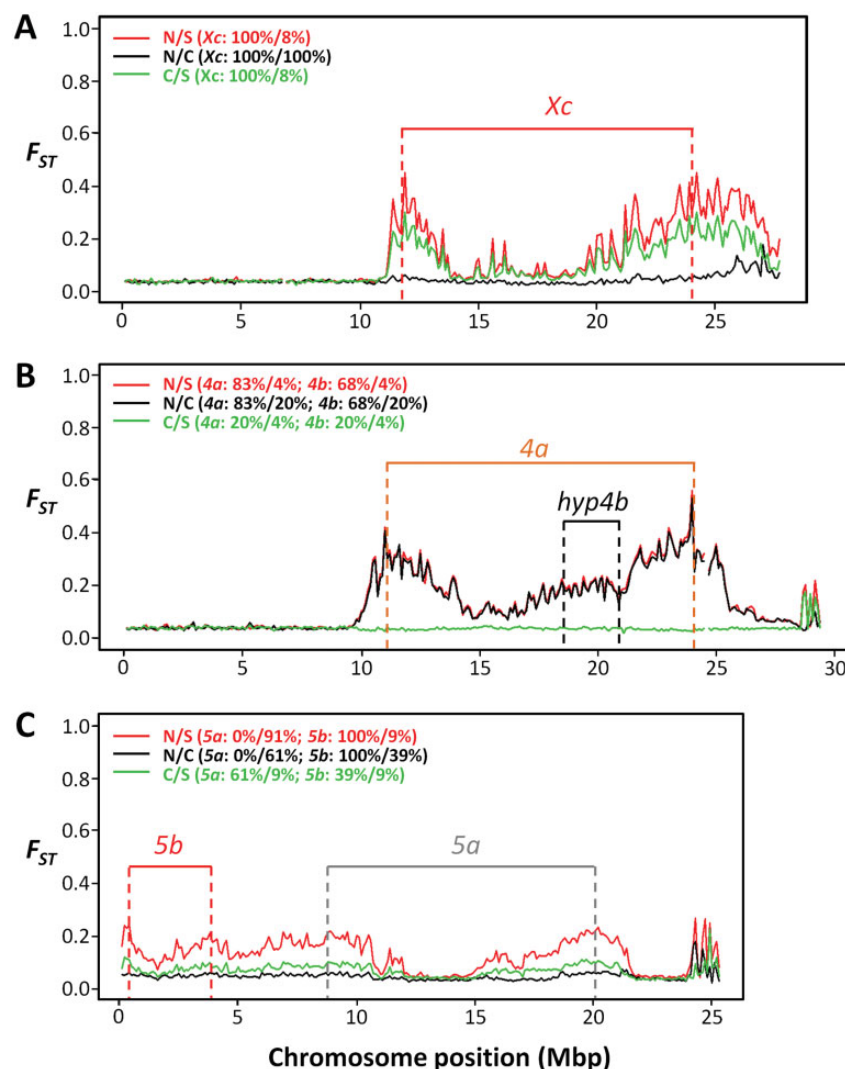 A
1.0
0.8
0.6
0.4
0.2
0.0
FST
N/S (Xc: 100%/8%)
N/C (Xc: 100%/100%)
C/S (Xc: 100%/8%)
Xc
0 5 10 15 20 25
B
1.0
0.8
0.6
0.4
0.2
0.0
FST
N/S (4a: 83%/4%; 4b: 68%/4%)
N/C (4a: 83%/20%; 4b: 68%/20%)
C/S (4a: 20%/4%; 4b: 20%/4%)
4a
hyp4b
0 5 10 15 20 25 30
C
1.0
0.8
0.6
0.4
0.2
0.0
FST
N/S (5a: 0%/91%; 5b: 100%/9%)
N/C (5a: 0%/61%; 5b: 100%/39%)
C/S (5a: 61%/9%; 5b: 39%/9%)
5b 5a
0 5 10 15 20 25
Chromosome position (Mbp)